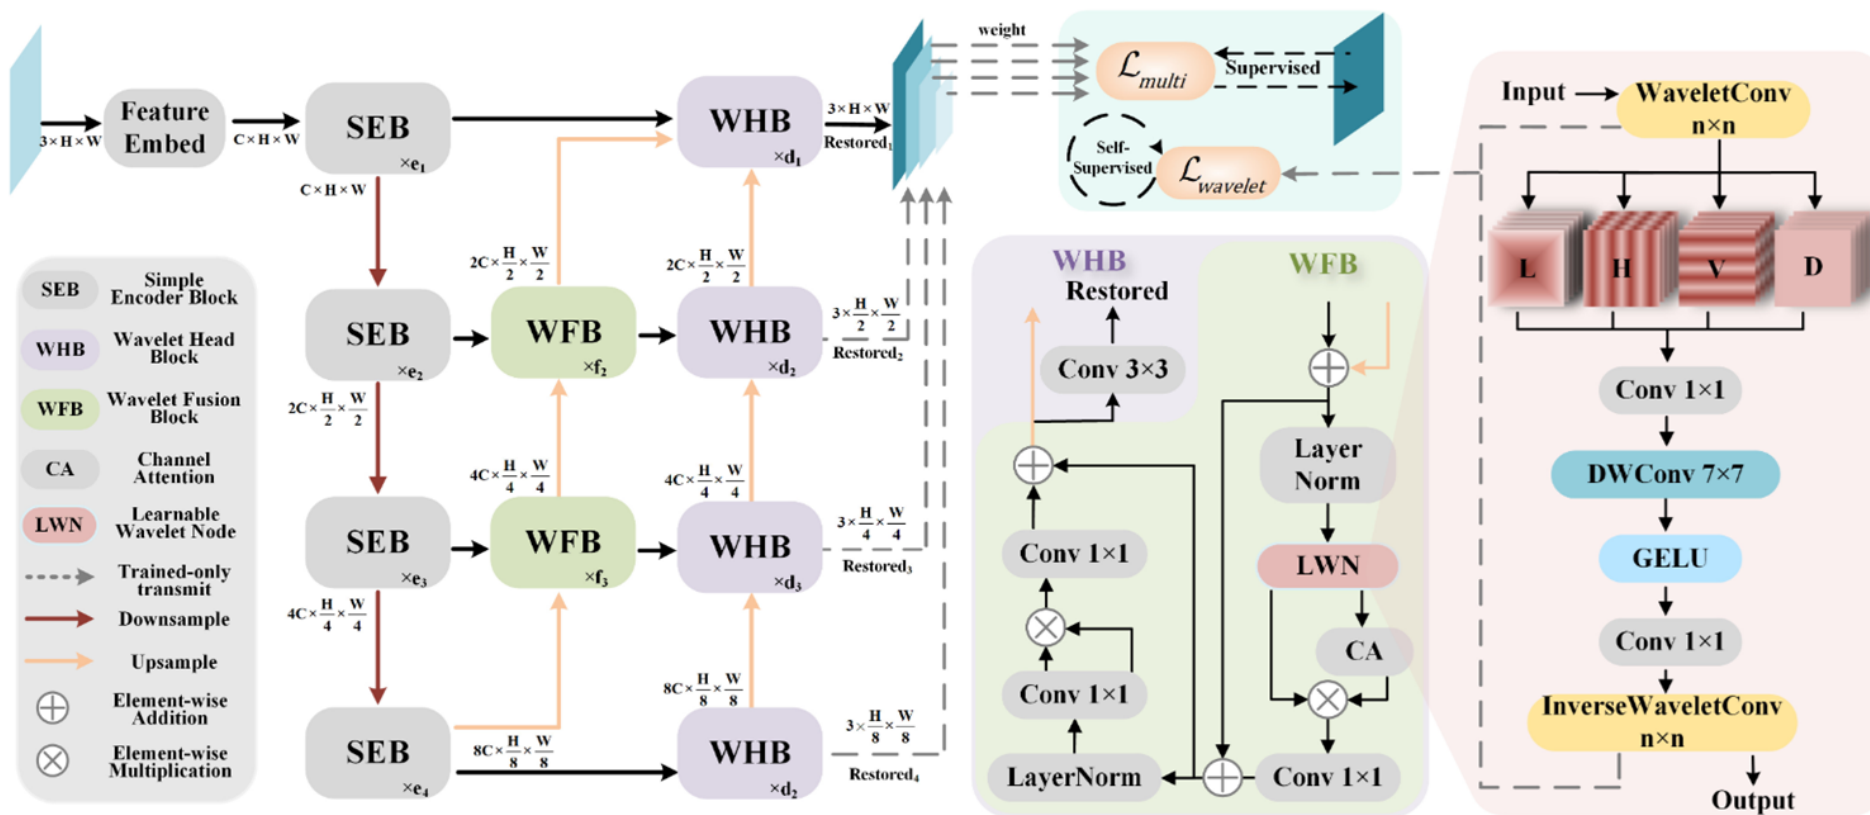 3×H×W
Feature
Embed
C×H×W
SEB
×e₁
C×H×W
WHB
×d₁
3×H×W
Restored₁
2C×H/2×W/2
2C×H/2×W/2
SEB
×e₂
WFB
×f₂
WHB
×d₂
3×H/2×W/2
Restored₂
2C×H/2×W/2
4C×H/4×W/4
4C×H/4×W/4
SEB
×e₃
WFB
×f₃
WHB
×d₃
3×H/4×W/4
Restored₃
4C×H/4×W/4
8C×H/8×W/8
SEB
×e₄
8C×H/8×W/8
WHB
×d₂
3×H/8×W/8
Restored₄
SEB
Simple
Encoder Block
WHB
Wavelet Head
Block
WFB
Wavelet Fusion
Block
CA
Channel
Attention
LWN
Learnable
Wavelet Node
Trained-only
transmit
Downsample
Upsample
Element-wise
Addition
Element-wise
Multiplication
weight
ℒmulti
Supervised
Self-
Supervised
ℒwavelet
WHB
Restored
Conv 3×3
Conv 1×1
Conv 1×1
LayerNorm
WFB
Layer
Norm
LWN
CA
Conv 1×1
Input
WaveletConv
n×n
L
H
V
D
Conv 1×1
DWConv 7×7
GELU
Conv 1×1
InverseWaveletConv
n×n
Output